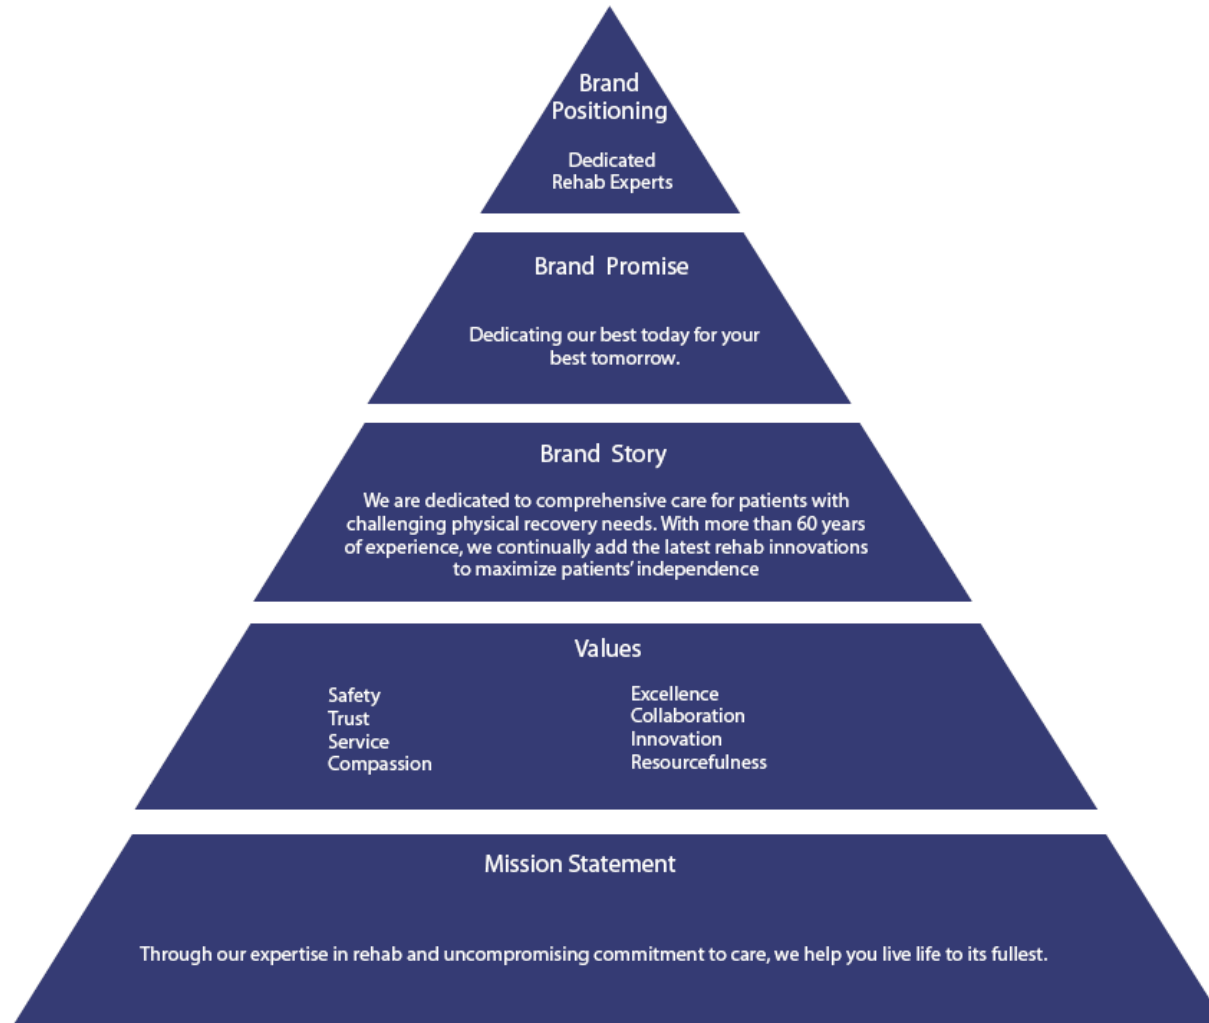 Brand
Positioning
Dedicated
Rehab Experts
Brand Promise
Dedicating our best today for your
best tomorrow.
Brand Story
We are dedicated to comprehensive care for patients with
challenging physical recovery needs. With more than 60 years
of experience, we continually add the latest rehab innovations
to maximize patients’ independence
Values
Safety
Trust
Service
Compassion
Excellence
Collaboration
Innovation
Resourcefulness
Mission Statement
Through our expertise in rehab and uncompromising commitment to care, we help you live life to its fullest.